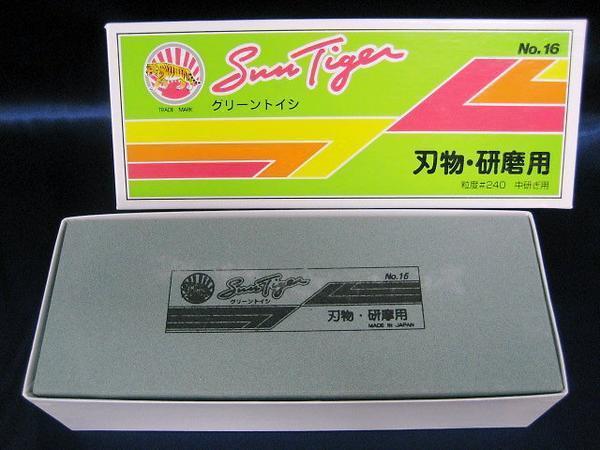 Sun Tiger
No.16
TRADE MARK
グリーントイシ
刃物・研磨用
粒度#240 中研ぎ用
Sun Tiger
No.16
グリーントイシ
刃物・研摩用
MADE IN JAPAN